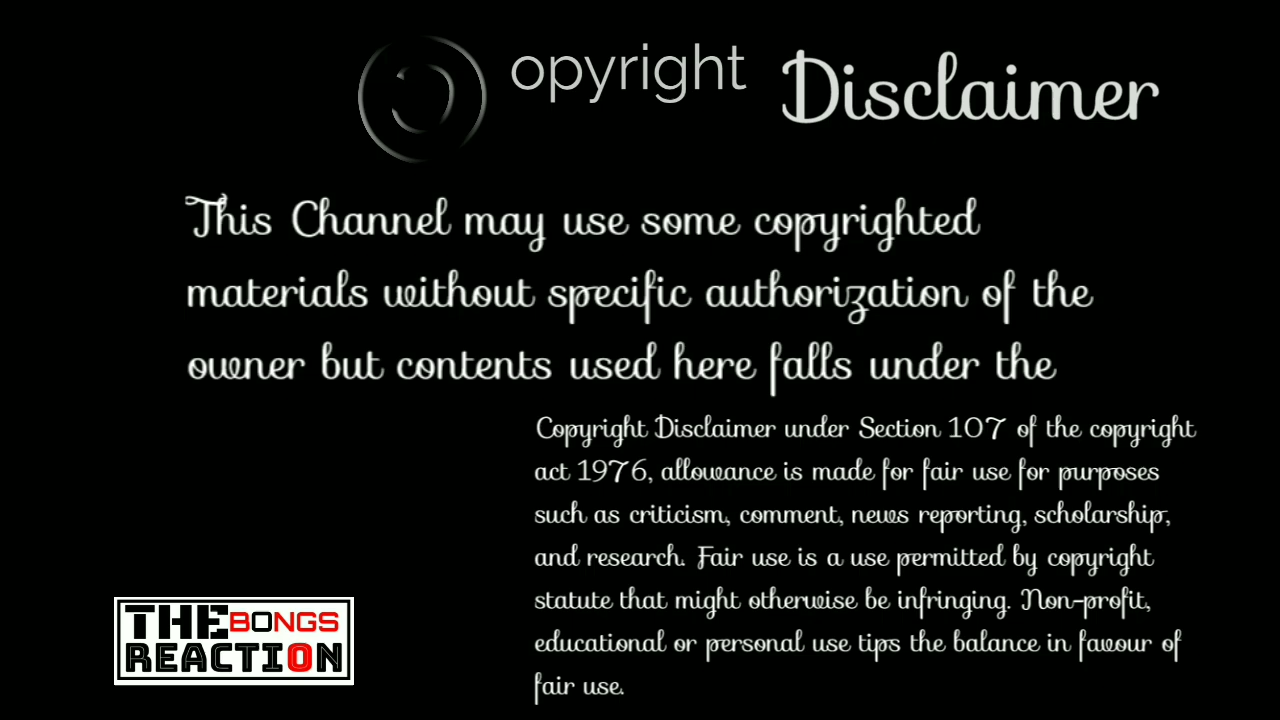 opyright Disclaimer
This Channel may use some copyrighted
materials without specific authorization of the
owner but contents used here falls under the
Copyright Disclaimer under Section 107 of the copyright
act 1976, allowance is made for fair use for purposes
such as criticism, comment, news reporting, scholarship,
and research. Fair use is a use permitted by copyright
statute that might otherwise be infringing. Non-profit,
educational or personal use tips the balance in favour of
fair use.
THE BONGS
REACTION